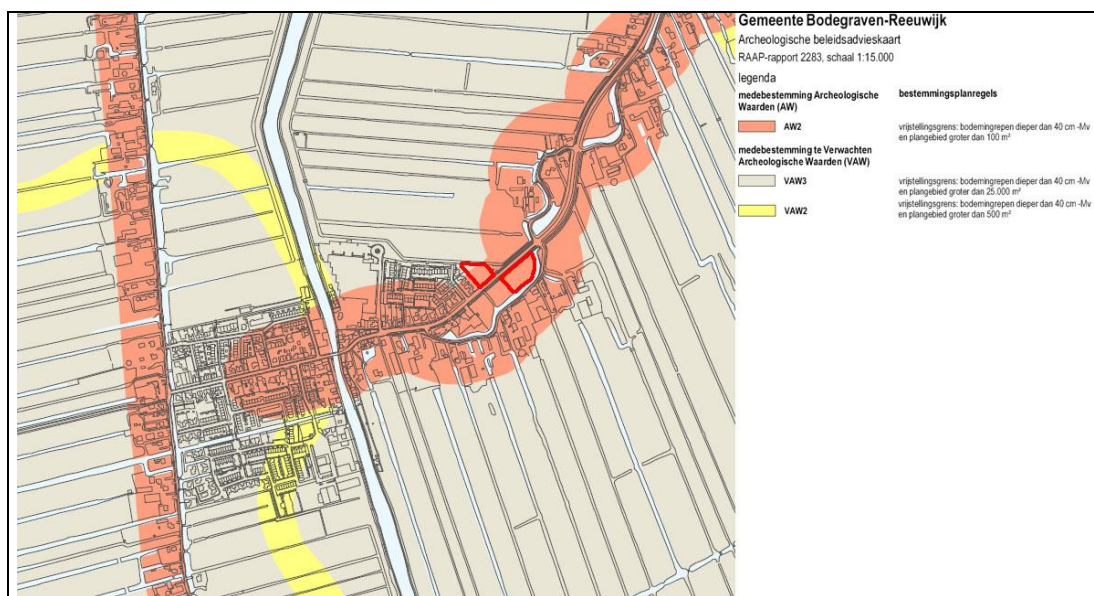 Gemeente Bodegraven-Reeuwijk
Archeologische beleidsadvieskaart
RAAP-rapport 2283, schaal 1:15.000
legenda
medebestemming Archeologische
Waarden (AW)
bestemmingsplanregels
AW2
vrijstellingsgrens: bodemingrepen dieper dan 40 cm -Mv
en plangebied groter dan 100 m²
medebestemming te Verwachten
Archeologische Waarden (VAW)
VAW3
vrijstellingsgrens: bodemingrepen dieper dan 40 cm -Mv
en plangebied groter dan 25.000 m²
VAW2
vrijstellingsgrens: bodemingrepen dieper dan 40 cm -Mv
en plangebied groter dan 500 m²